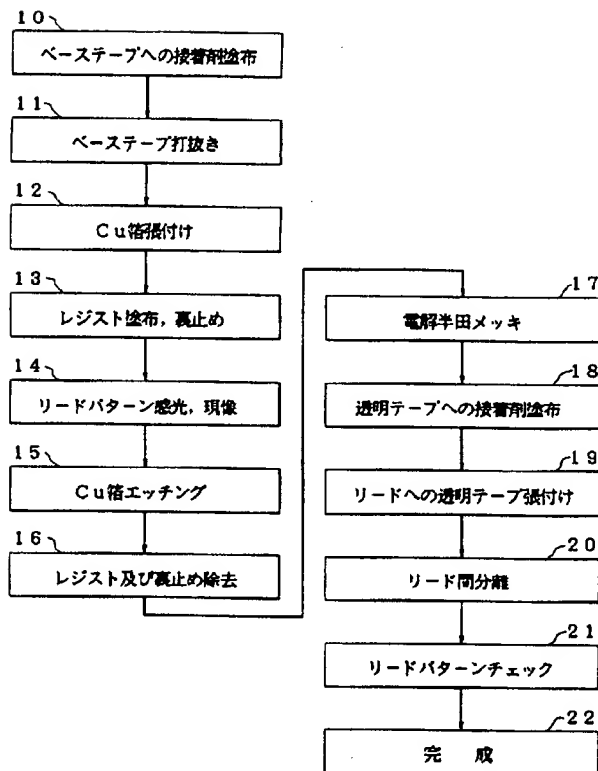 10
ベーステープへの接着剤塗布
11
ベーステープ打抜き
12
Cu箔張付け
13
レジスト塗布,裏止め
14
リードパターン感光,現像
15
Cu箔エッチング
16
レジスト及び裏止め除去
17
電解半田メッキ
18
透明テープへの接着剤塗布
19
リードへの透明テープ張付け
20
リード間分離
21
リードパターンチェック
22
完 成